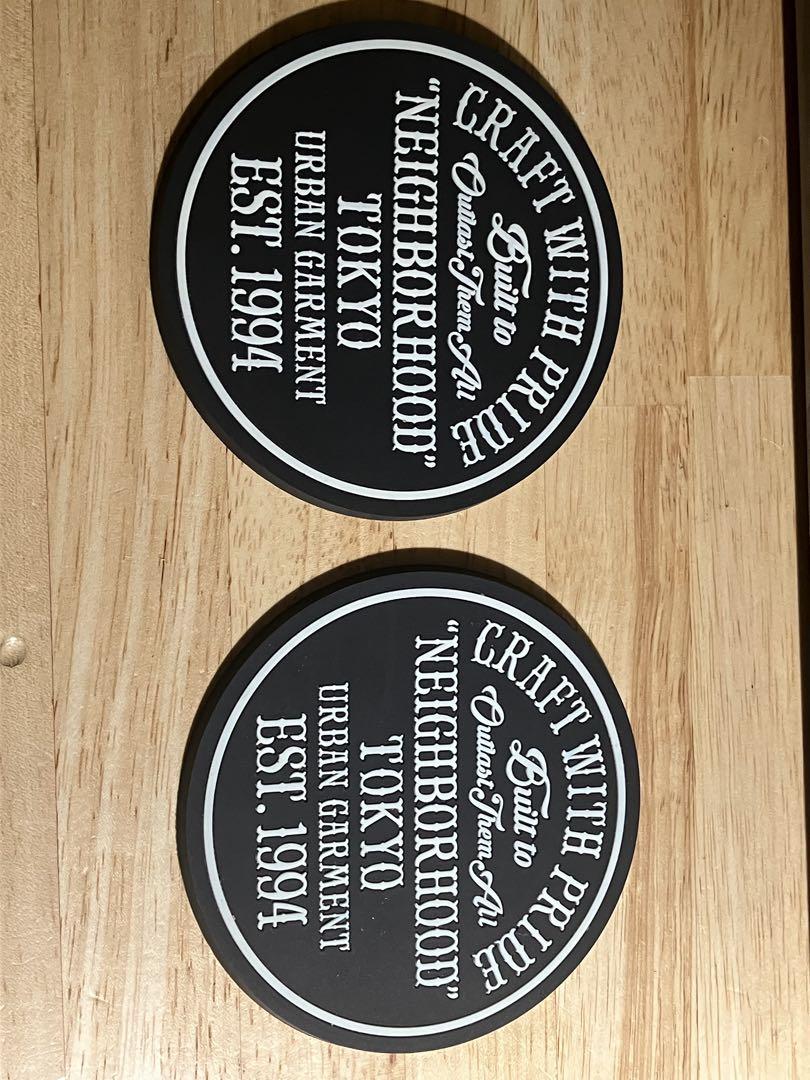 CRAFT WITH PRIDE
Built to
Outlast Them All
"NEIGHBORHOOD"
TOKYO
URBAN GARMENT
EST. 1994
CRAFT WITH PRIDE
Built to
Outlast Them All
"NEIGHBORHOOD"
TOKYO
URBAN GARMENT
EST. 1994